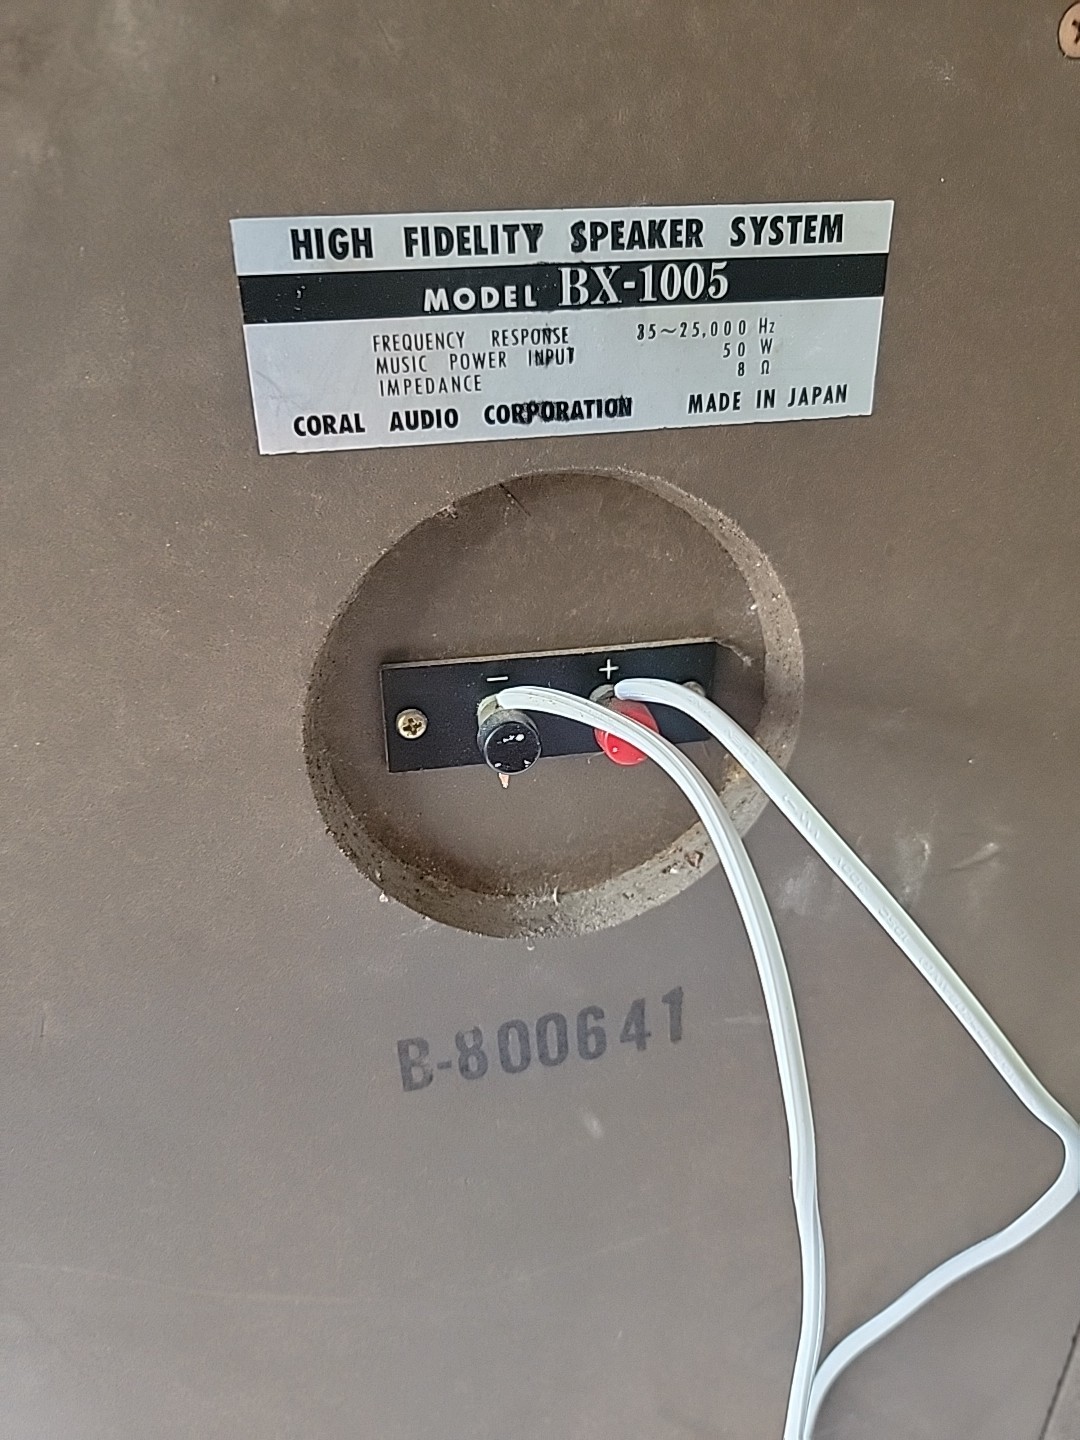 HIGH FIDELITY SPEAKER SYSTEM
MODEL BX-1005
FREQUENCY RESPONSE 35~25,000 Hz
MUSIC POWER INPUT 50 W
IMPEDANCE 8 Ω
CORAL AUDIO CORPORATION MADE IN JAPAN
− +
B-800641